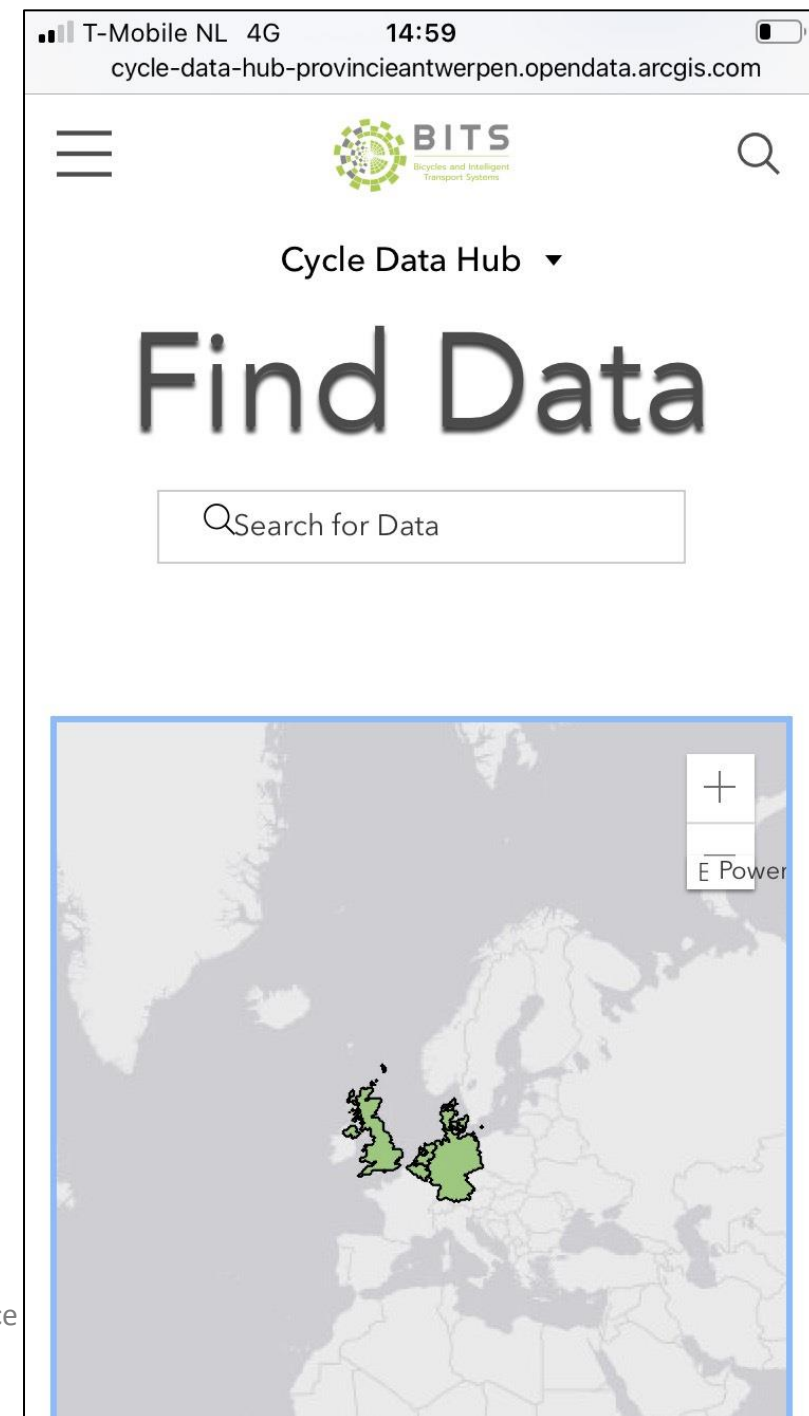 T-Mobile NL 4G 14:59
cycle-data-hub-provincieantwerpen.opendata.arcgis.com
BITS
Bicycles and Intelligent
Transport Systems
Cycle Data Hub
Find Data
Search for Data
E Power
ce